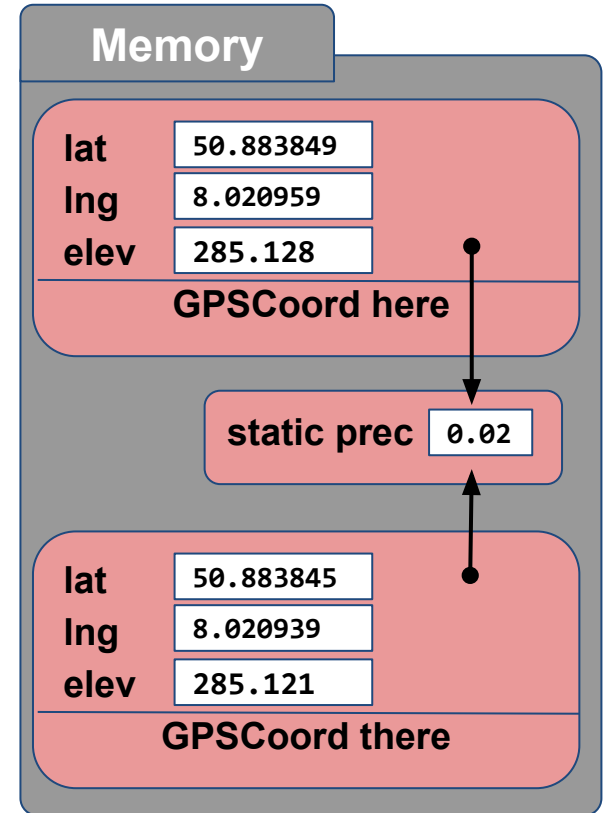 Memory
lat 50.883849
lng 8.020959
elev 285.128
GPSCoord here
static prec 0.02
lat 50.883845
lng 8.020939
elev 285.121
GPSCoord there